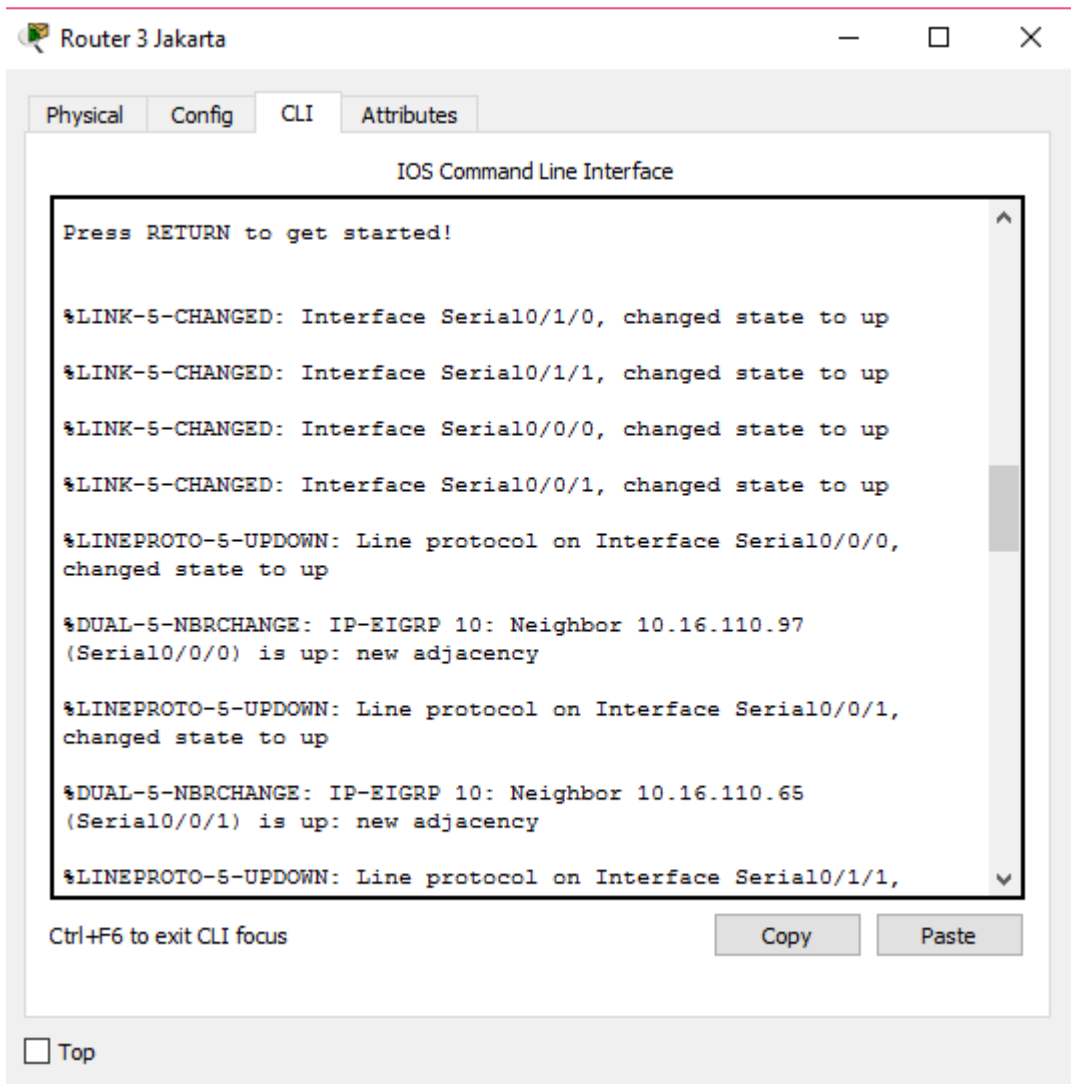 Router 3 Jakarta
Physical Config CLI Attributes
IOS Command Line Interface
Press RETURN to get started!
%LINK-5-CHANGED: Interface Serial0/1/0, changed state to up
%LINK-5-CHANGED: Interface Serial0/1/1, changed state to up
%LINK-5-CHANGED: Interface Serial0/0/0, changed state to up
%LINK-5-CHANGED: Interface Serial0/0/1, changed state to up
%LINEPROTO-5-UPDOWN: Line protocol on Interface Serial0/0/0,
changed state to up
%DUAL-5-NBRCHANGE: IP-EIGRP 10: Neighbor 10.16.110.97
(Serial0/0/0) is up: new adjacency
%LINEPROTO-5-UPDOWN: Line protocol on Interface Serial0/0/1,
changed state to up
%DUAL-5-NBRCHANGE: IP-EIGRP 10: Neighbor 10.16.110.65
(Serial0/0/1) is up: new adjacency
%LINEPROTO-5-UPDOWN: Line protocol on Interface Serial0/1/1,
Ctrl+F6 to exit CLI focus Copy Paste
Top